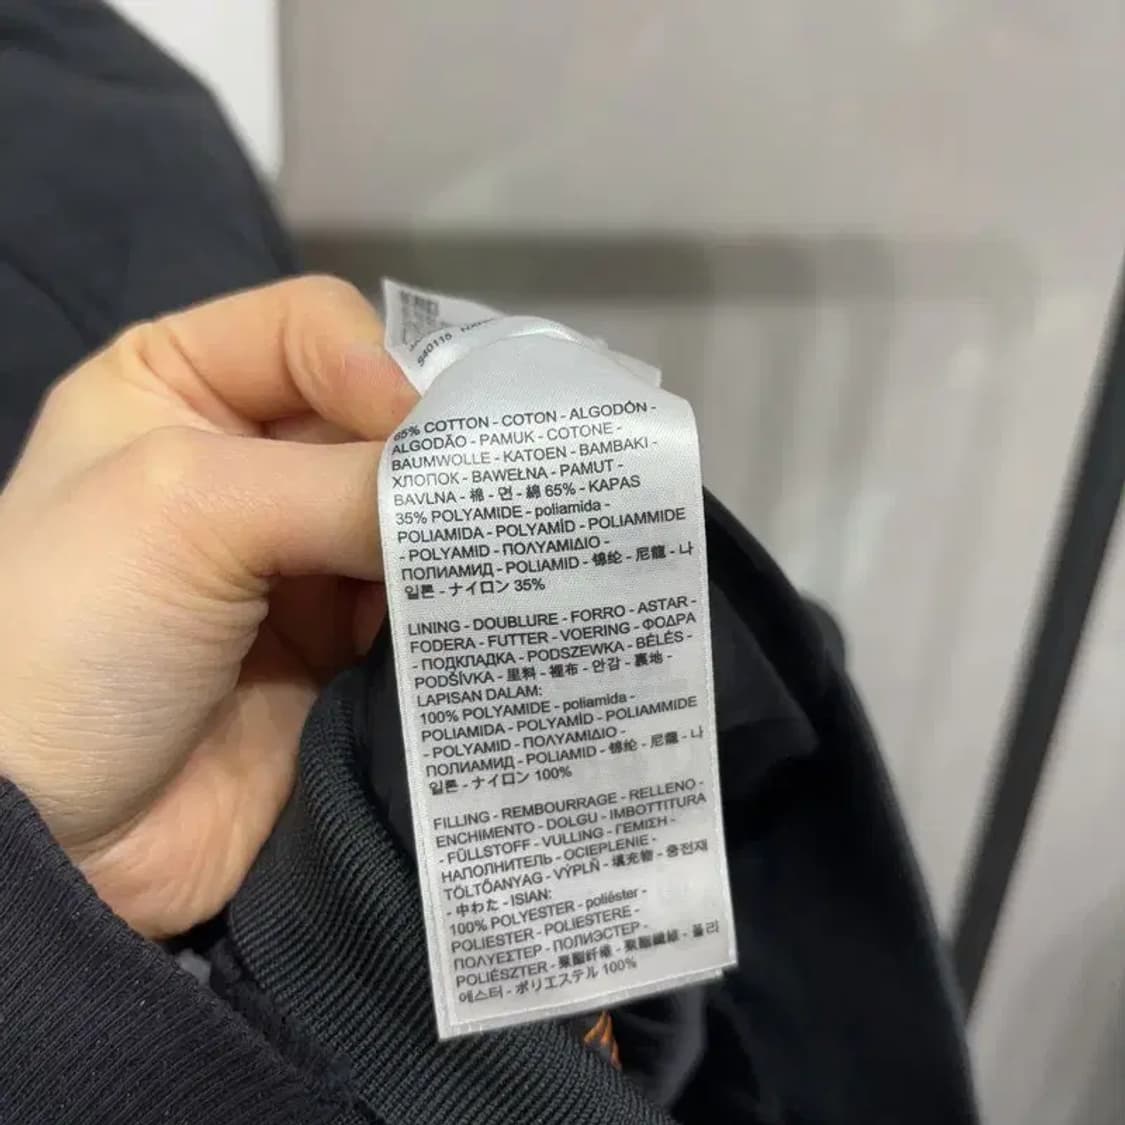 S40115
65% COTTON - COTON - ALGODÓN -
ALGODÃO - PAMUK - COTONE -
BAUMWOLLE - KATOEN - BAMBAKI -
ХЛОПОК - BAWEŁNA - PAMUT -
BAVLNA - 棉 - 면 - 綿 65% - KAPAS
35% POLYAMIDE - poliamida -
POLIAMIDA - POLYAMÍD - POLIAMMIDE
- POLYAMID - ΠΟΛΥΑΜΙΔΙΟ -
ПОЛИАМИД - POLIAMID - 锦纶 - 尼龍 - 나
일론 - ナイロン 35%
LINING - DOUBLURE - FORRO - ASTAR -
FODERA - FUTTER - VOERING - ΦΟΔΡΑ
- ПОДКЛАДКА - PODSZEWKA - BÉLÉS -
PODŠÍVKA - 里料 - 裡布 - 안감 - 裏地 -
LAPISAN DALAM:
100% POLYAMIDE - poliamida -
POLIAMIDA - POLYAMÍD - POLIAMMIDE
- POLYAMID - ΠΟΛΥΑΜΙΔΙΟ -
ПОЛИАМИД - POLIAMID - 锦纶 - 尼龍 - 나
일론 - ナイロン 100%
FILLING - REMBOURRAGE - RELLENO -
ENCHIMENTO - DOLGU - IMBOTTITURA
- FÜLLSTOFF - VULLING - ΓΕΜΙΣΗ -
НАПОЛНИТЕЛЬ - OCIEPLENIE -
TÖLTŐANYAG - VÝPLŇ - 填充物 - 충전재
- 中わた - ISIAN:
100% POLYESTER - poliéster -
POLIESTER - POLIESTERE -
ΠΟΛΥΕΣΤΕΡ - ПОЛИЭСТЕР -
POLIÉSZTER - 聚酯纤维 - 聚酯纖維 - 폴리
에스터 - ポリエステル 100%